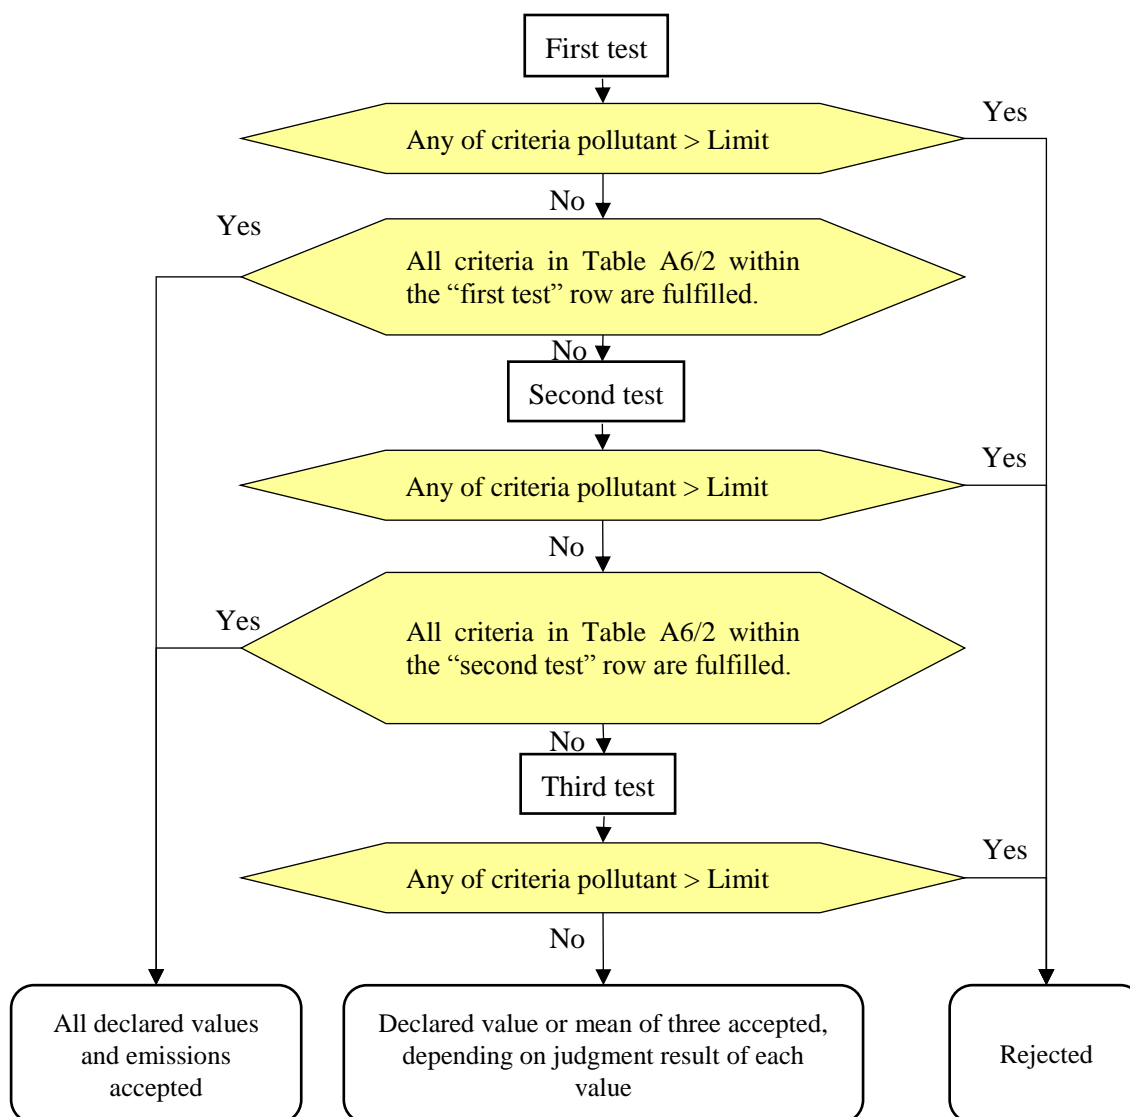 First test
Yes
Any of criteria pollutant > Limit
No
Yes
All criteria in Table A6/2 within
the “first test” row are fulfilled.
No
Second test
Yes
Any of criteria pollutant > Limit
No
Yes
All criteria in Table A6/2 within
the “second test” row are fulfilled.
No
Third test
Yes
Any of criteria pollutant > Limit
No
All declared values
and emissions
accepted
Declared value or mean of three accepted,
depending on judgment result of each
value
Rejected